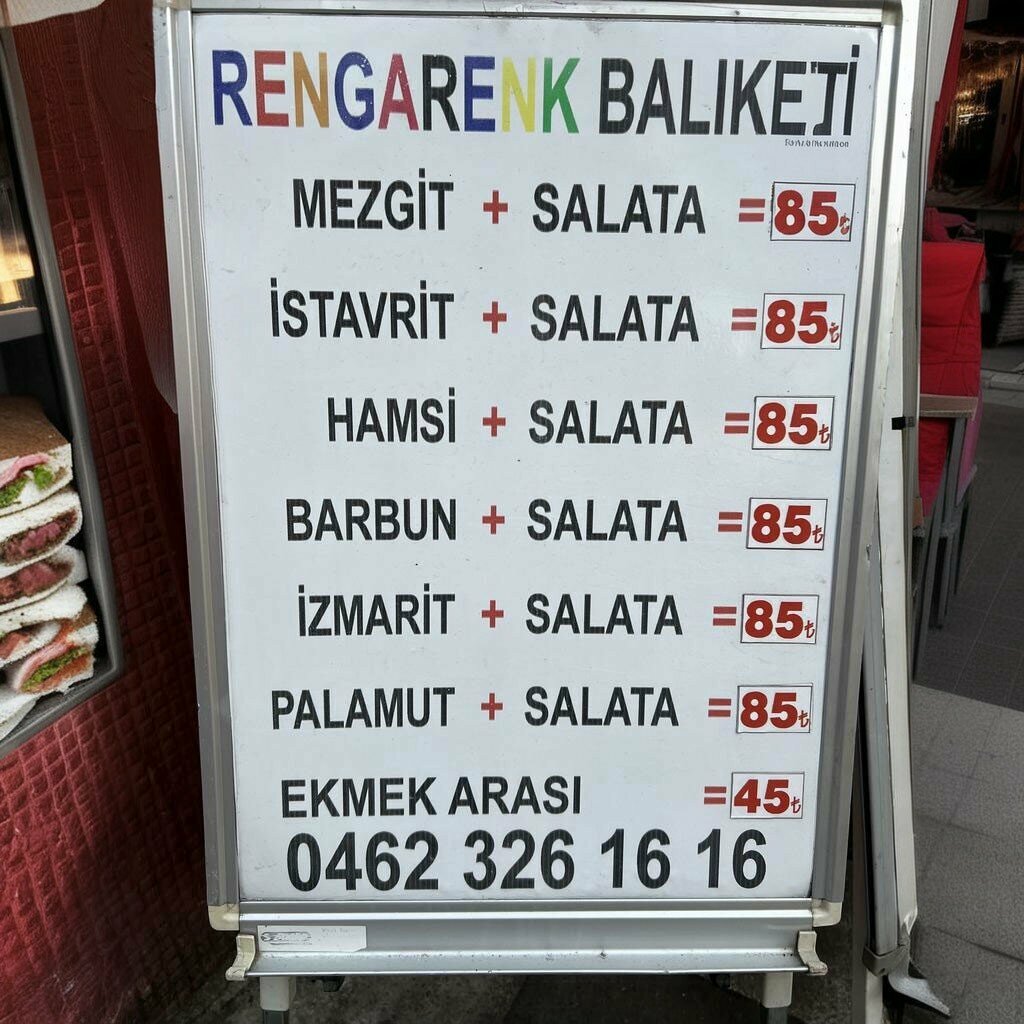 RENGARENK BALIKETİ
MEZGİT + SALATA = 85₺
İSTAVRİT + SALATA = 85₺
HAMSİ + SALATA = 85₺
BARBUN + SALATA = 85₺
İZMARİT + SALATA = 85₺
PALAMUT + SALATA = 85₺
EKMEK ARASI = 45₺
0462 326 16 16